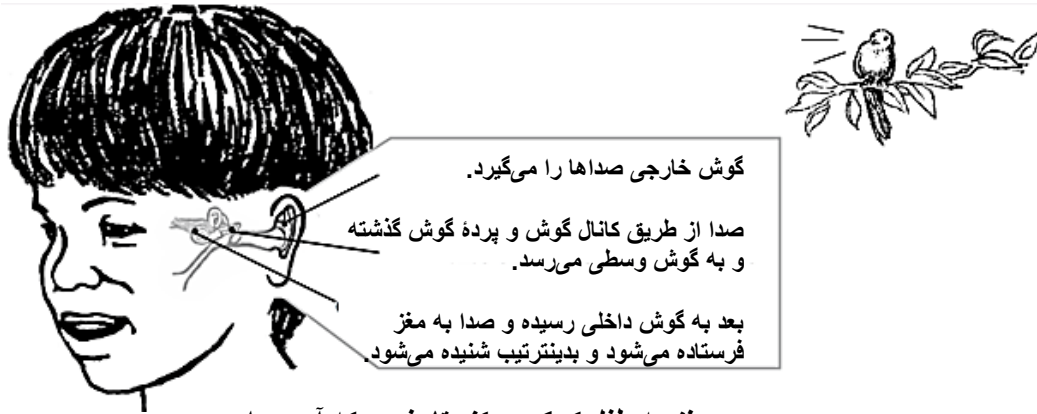 گوش خارجی صداها را می‌گیرد.
صدا از طریق کانال گوش و پردهٔ گوش گذشته
و به گوش وسطی می‌رسد.
بعد به گوش داخلی رسیده و صدا به مغز
فرستاده می‌شود و بدینترتیب شنیده می‌شود.